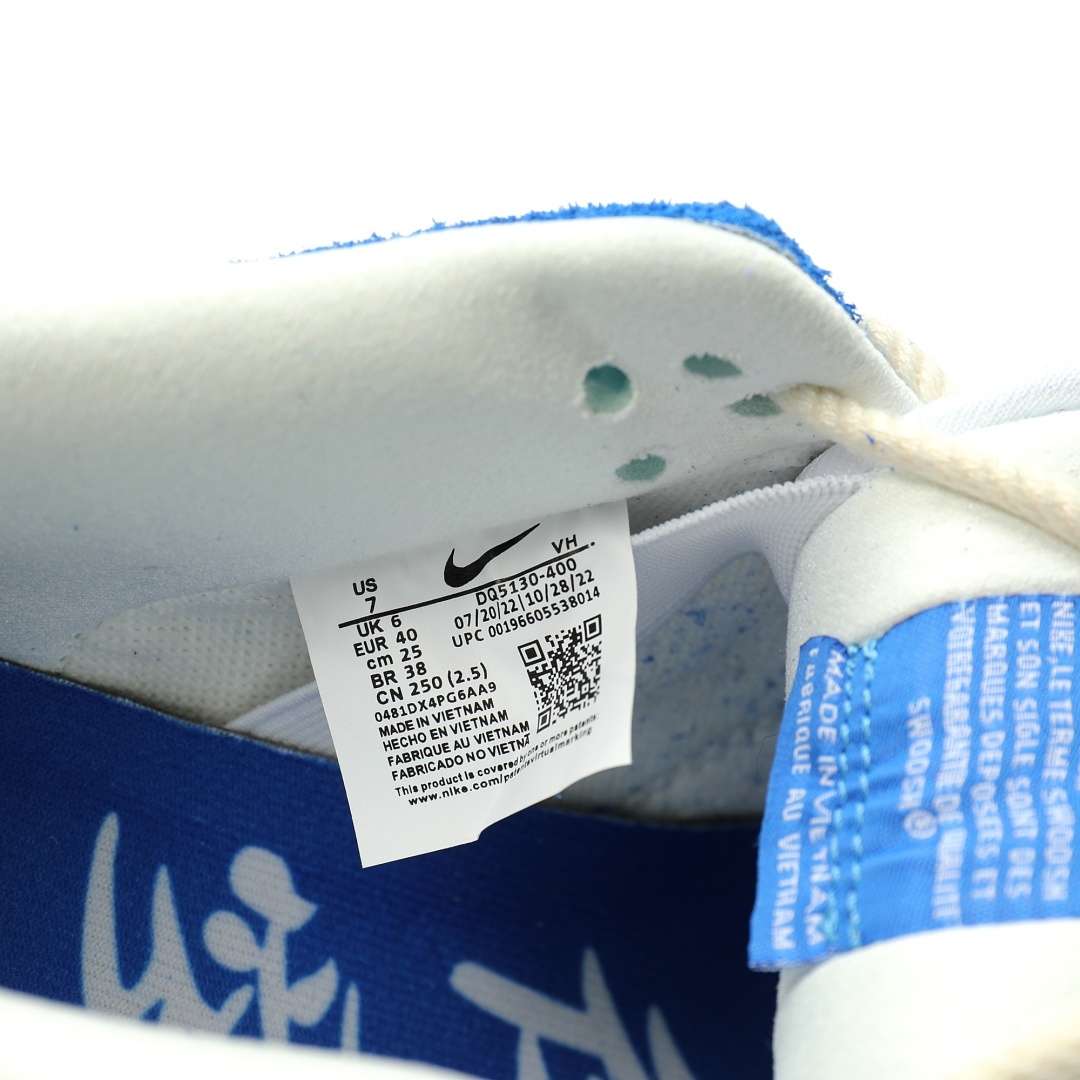 US
7
VH
UK 6
DQ5130-400
EUR 40
07/20/22|10/28/22
cm 25
UPC 00196605538014
BR 38
CN 250 (2.5)
0481DX4PG6AA9
MADE IN VIETNAM
HECHO EN VIETNAM
FABRIQUE AU VIETNAM
FABRICADO NO VIETNA
This product is covered by one or more patents.
www.nike.com/patentsvirtualmarking
NIKE, LE TERME SWOOSH
ET SON SIGLE SONT DES
MARQUES DEPOSEES ET
SWOOSH®
MADE IN VIETNAM
FABRIQUE AU VIETNAM